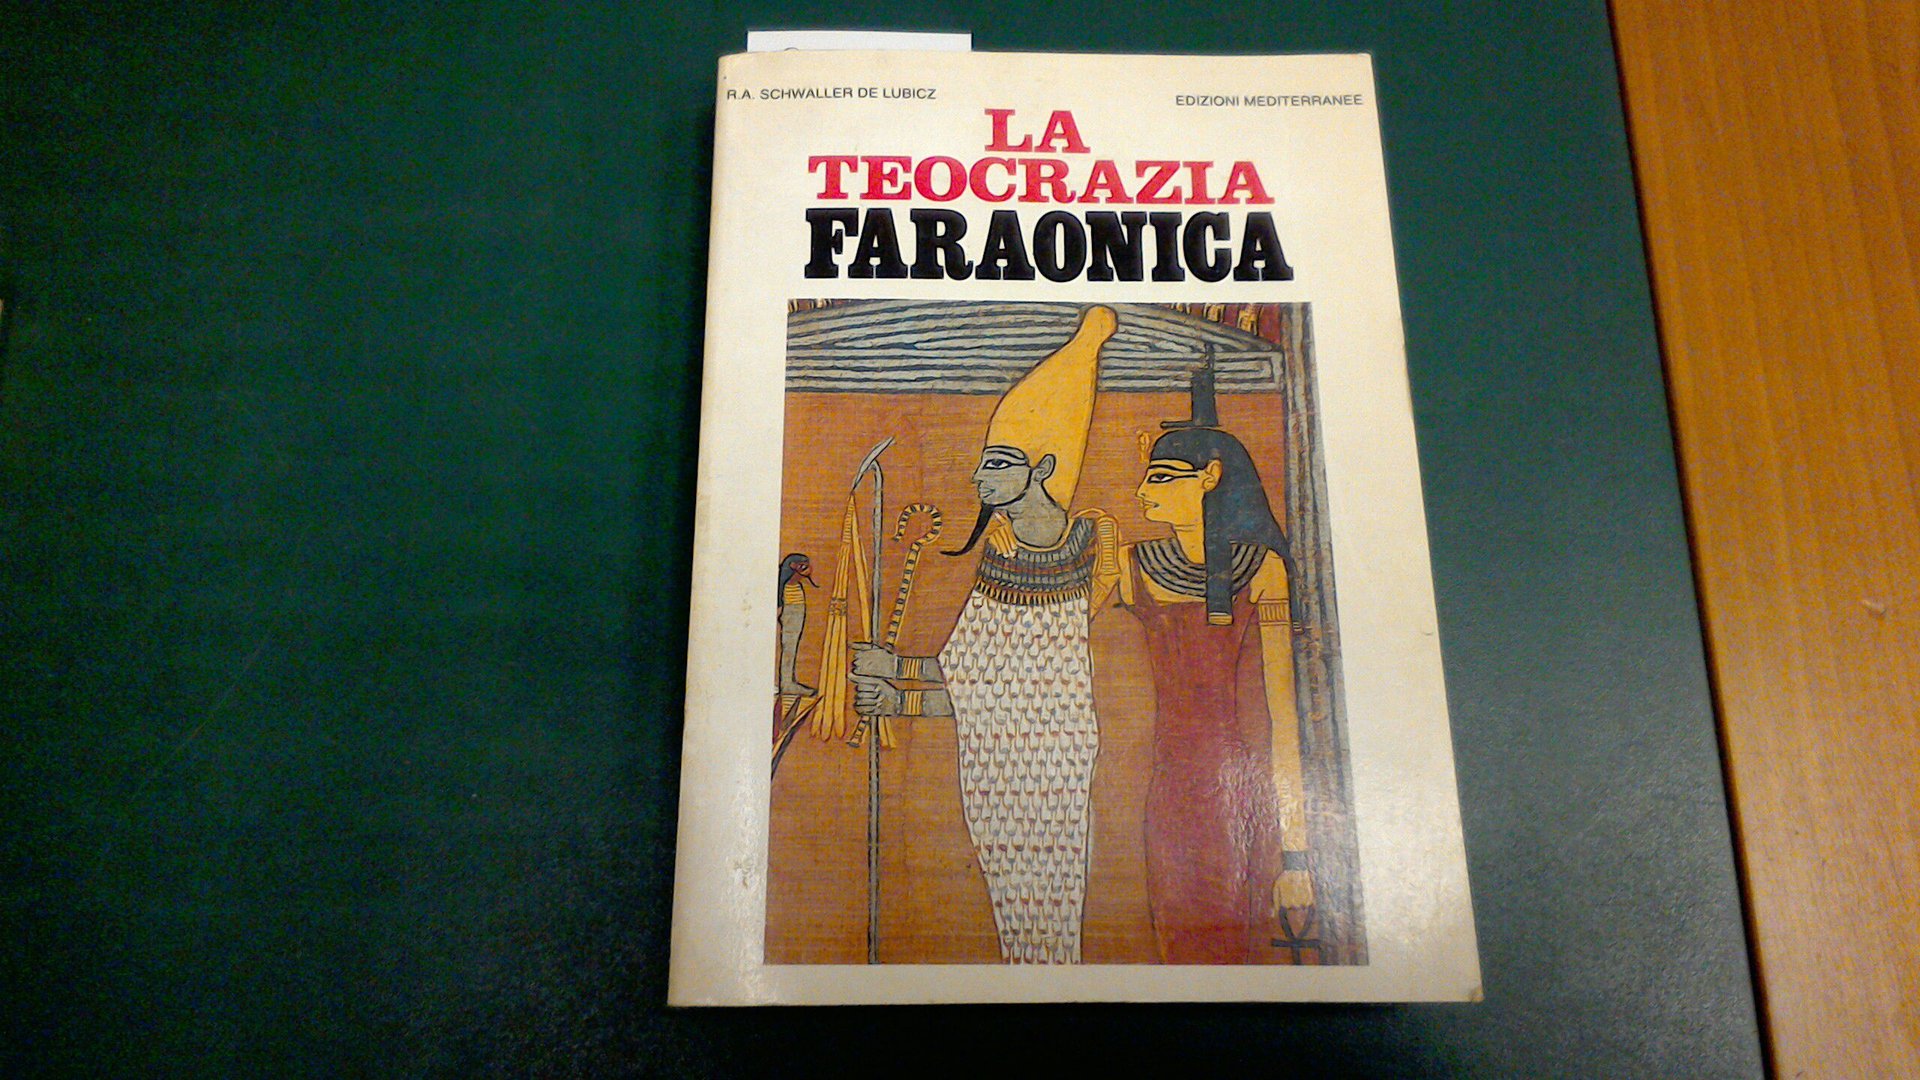 R.A. SCHWALLER DE LUBICZ
EDIZIONI MEDITERRANEE
LA
TEOCRAZIA
FARAONICA